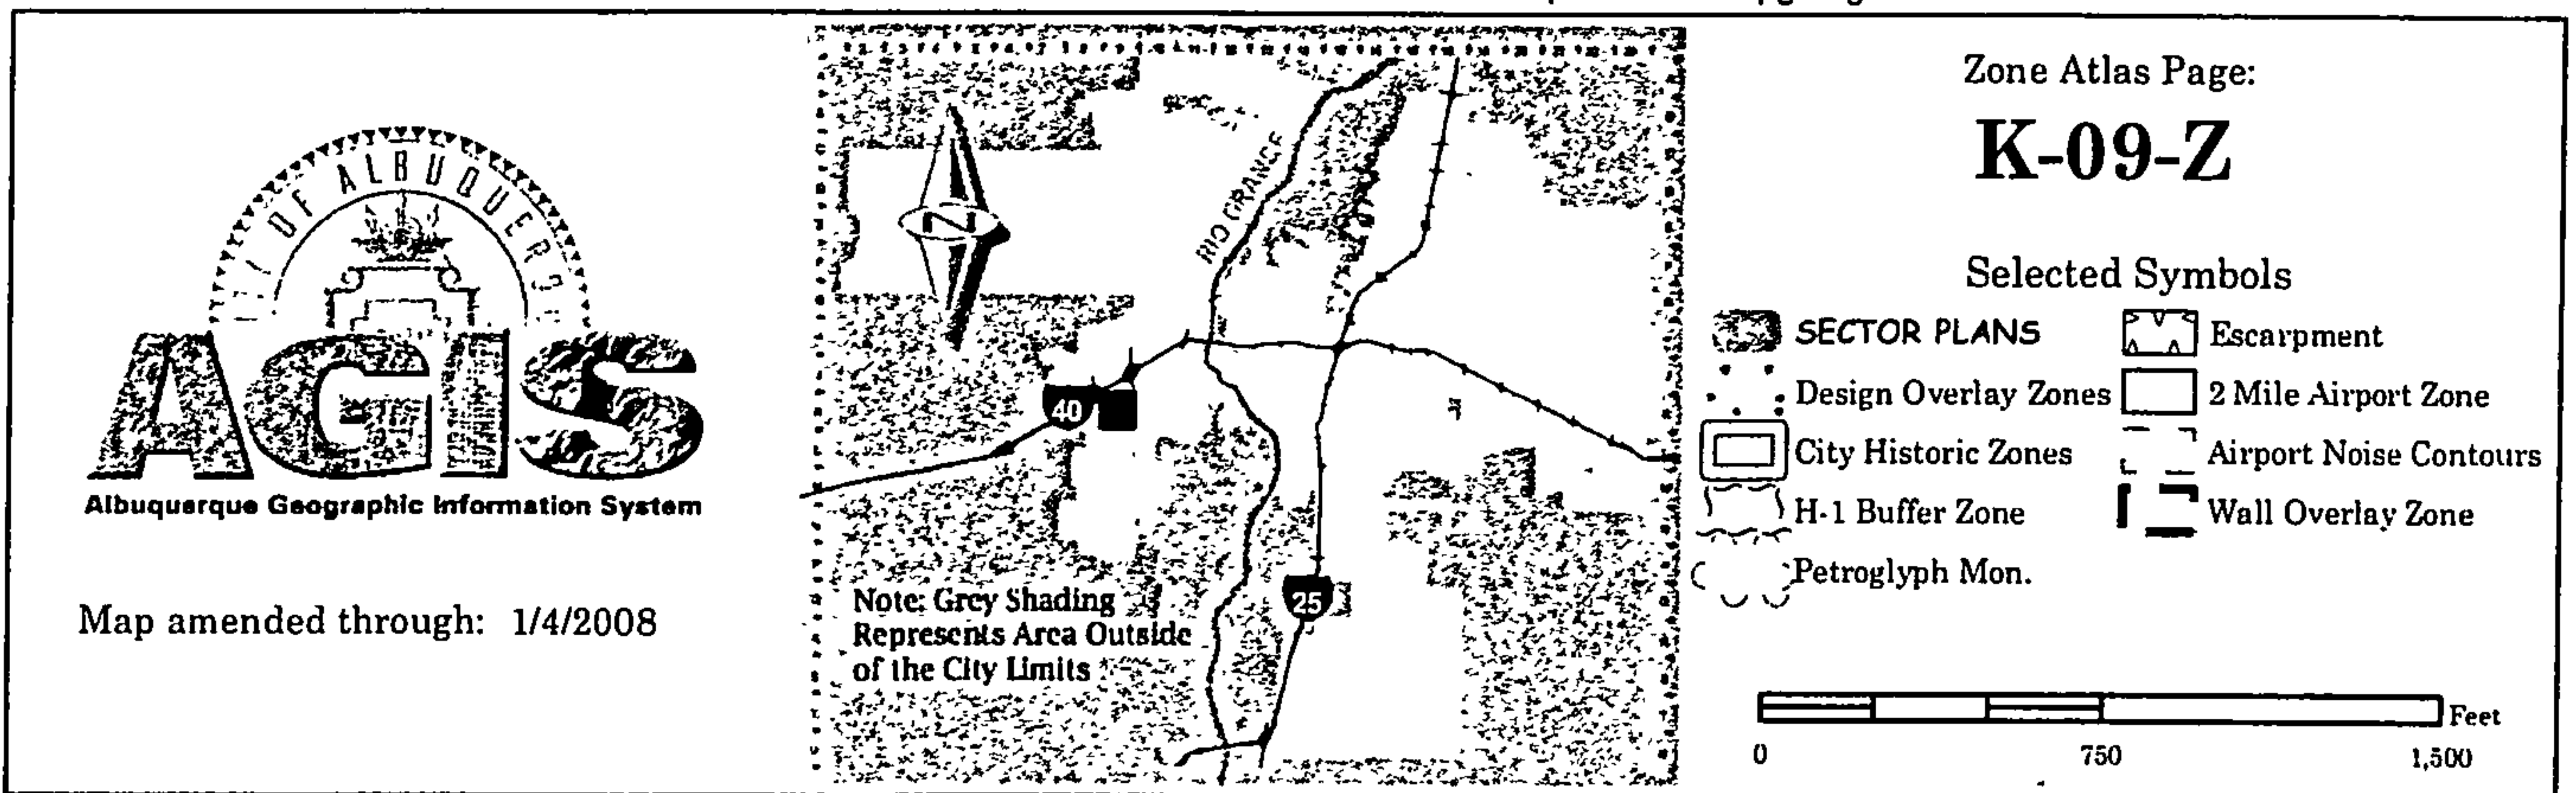 OF ALBUQUERQUE
AGIS
Albuquerque Geographic Information System
Map amended through: 1/4/2008
N
RIO GRANDE
40
25
Note: Grey Shading
Represents Area Outside
of the City Limits
Zone Atlas Page:
K-09-Z
Selected Symbols
SECTOR PLANS
Design Overlay Zones
City Historic Zones
H-1 Buffer Zone
Petroglyph Mon.
Escarpment
2 Mile Airport Zone
Airport Noise Contours
Wall Overlay Zone
Feet
0 750 1,500